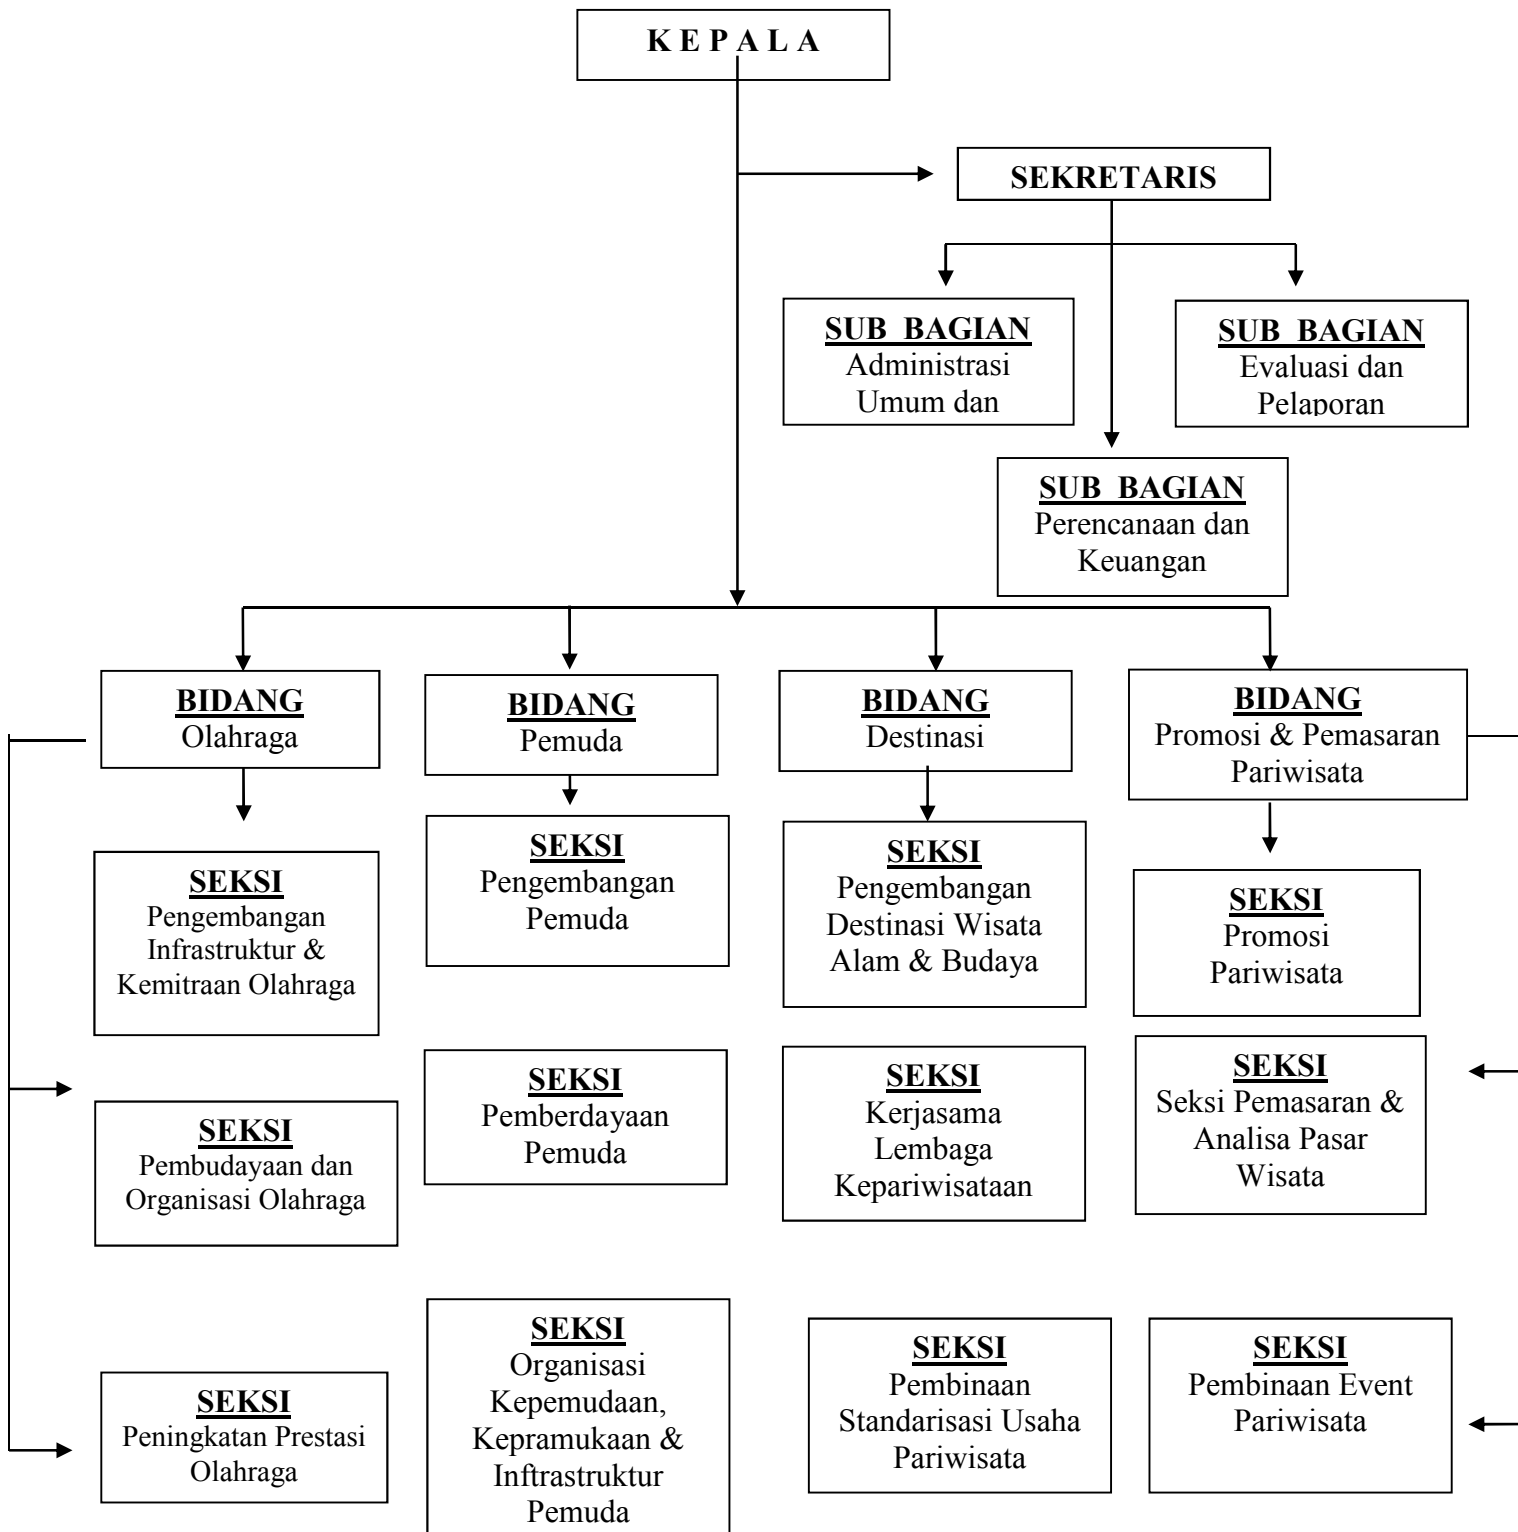 K E P A L A
SEKRETARIS
SUB BAGIAN
Administrasi
Umum dan
SUB BAGIAN
Evaluasi dan
Pelaporan
SUB BAGIAN
Perencanaan dan
Keuangan
BIDANG
Olahraga
BIDANG
Pemuda
BIDANG
Destinasi
BIDANG
Promosi & Pemasaran
Pariwisata
SEKSI
Pengembangan
Infrastruktur &
Kemitraan Olahraga
SEKSI
Pengembangan
Pemuda
SEKSI
Pengembangan
Destinasi Wisata
Alam & Budaya
SEKSI
Promosi
Pariwisata
SEKSI
Pembudayaan dan
Organisasi Olahraga
SEKSI
Pemberdayaan
Pemuda
SEKSI
Kerjasama
Lembaga
Kepariwisataan
SEKSI
Seksi Pemasaran &
Analisa Pasar
Wisata
SEKSI
Peningkatan Prestasi
Olahraga
SEKSI
Organisasi
Kepemudaan,
Kepramukaan &
Inftrastruktur
Pemuda
SEKSI
Pembinaan
Standarisasi Usaha
Pariwisata
SEKSI
Pembinaan Event
Pariwisata